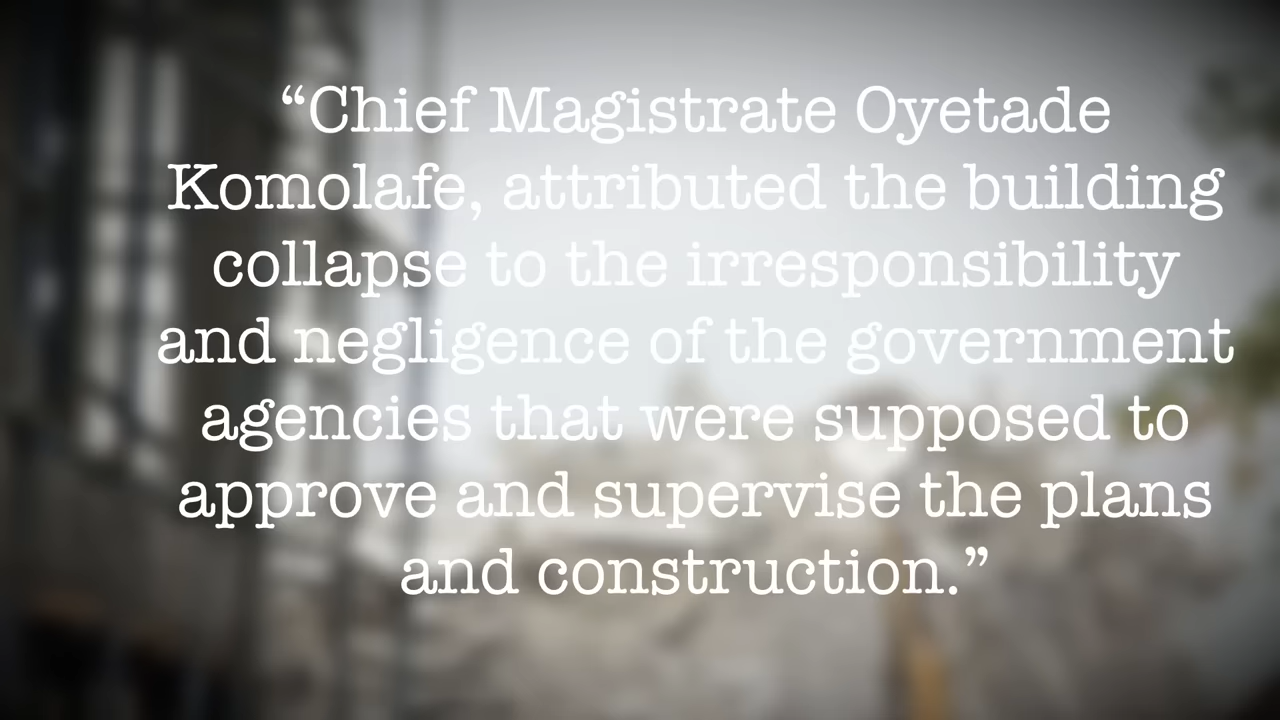 “Chief Magistrate Oyetade
Komolafe, attributed the building
collapse to the irresponsibility
and negligence of the government
agencies that were supposed to
approve and supervise the plans
and construction.”